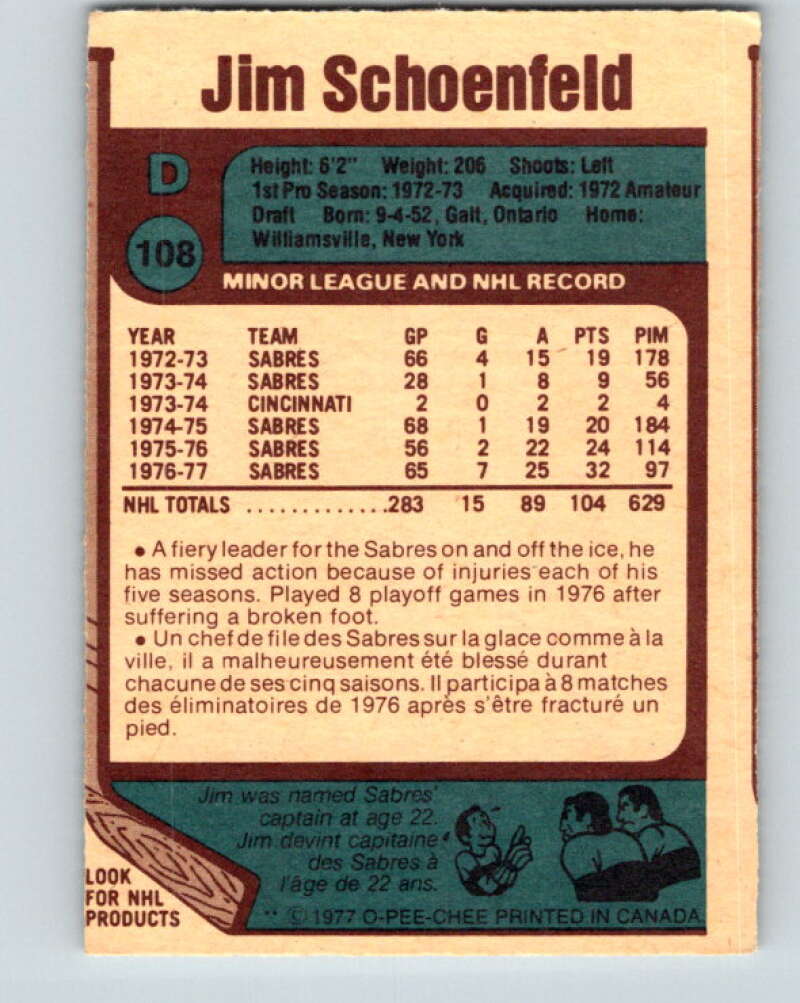 Jim Schoenfeld
D
108
Height: 6'2" Weight: 206 Shoots: Left
1st Pro Season: 1972-73 Acquired: 1972 Amateur
Draft Born: 9-4-52, Galt, Ontario Home:
Williamsville, New York
MINOR LEAGUE AND NHL RECORD
YEAR TEAM GP G A PTS PIM
1972-73 SABRES 66 4 15 19 178
1973-74 SABRES 28 1 8 9 56
1973-74 CINCINNATI 2 0 2 2 4
1974-75 SABRES 68 1 19 20 184
1975-76 SABRES 56 2 22 24 114
1976-77 SABRES 65 7 25 32 97
NHL TOTALS .............283 15 89 104 629
• A fiery leader for the Sabres on and off the ice, he
has missed action because of injuries each of his
five seasons. Played 8 playoff games in 1976 after
suffering a broken foot.
• Un chef de file des Sabres sur la glace comme à la
ville, il a malheureusement été blessé durant
chacune de ses cinq saisons. Il participa à 8 matches
des éliminatoires de 1976 après s'être fracturé un
pied.
Jim was named Sabres'
captain at age 22.
Jim devint capitaine
des Sabres à
l'âge de 22 ans.
LOOK
FOR NHL
PRODUCTS
** © 1977 O-PEE-CHEE PRINTED IN CANADA